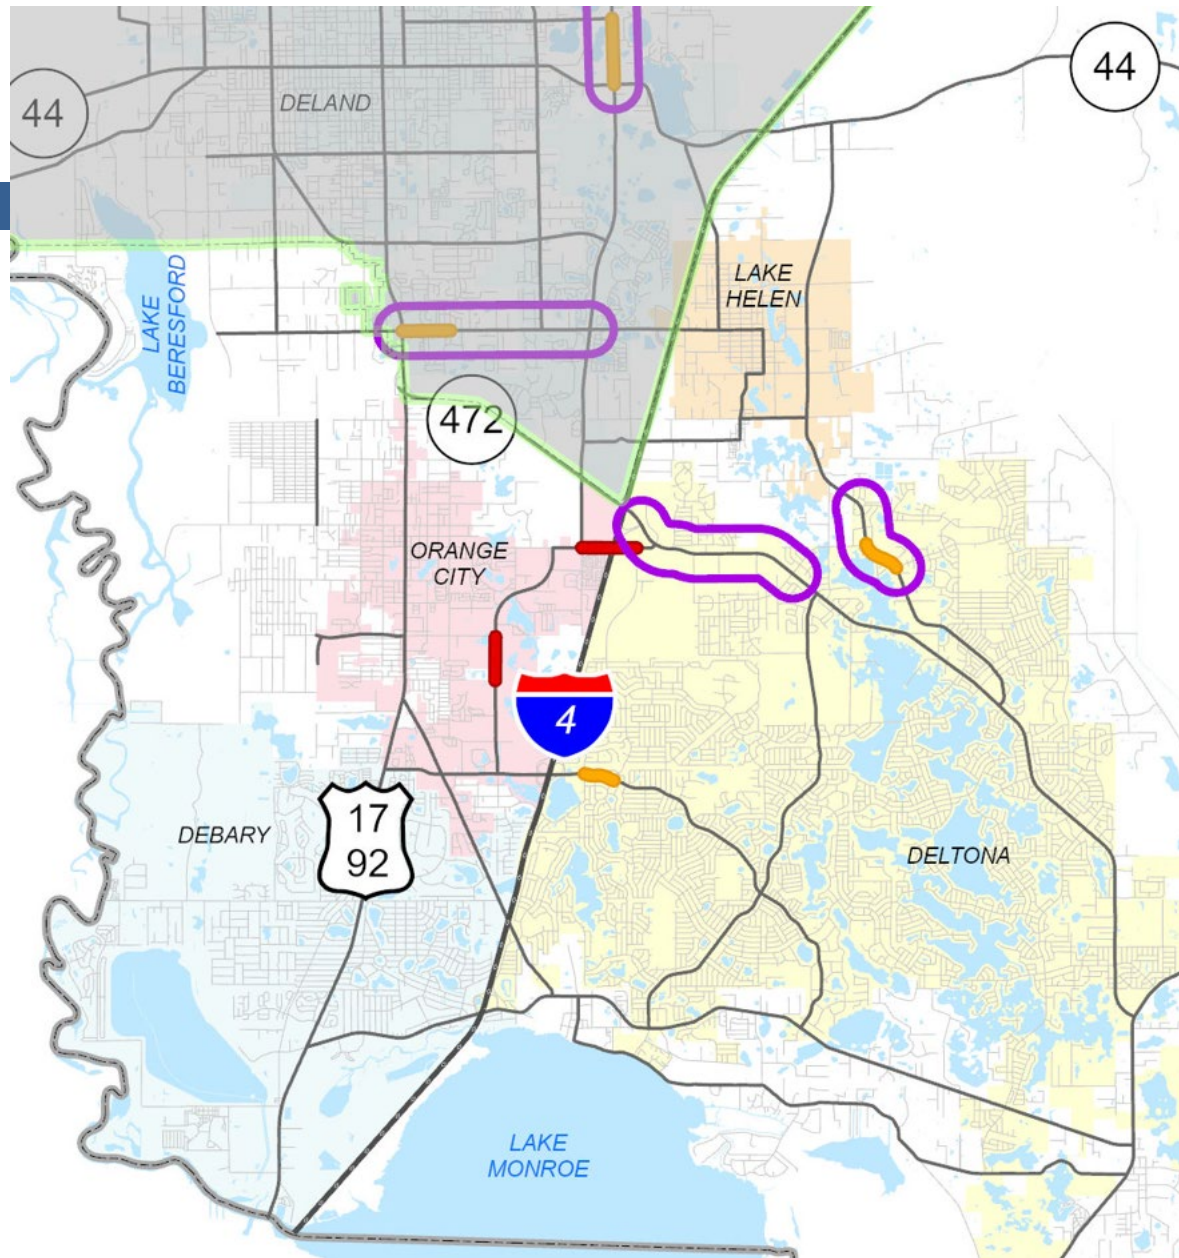 44
DELAND
44
LAKE
BERESFORD
LAKE
HELEN
472
ORANGE
CITY
4
17
92
DEBARY
DELTONA
LAKE
MONROE